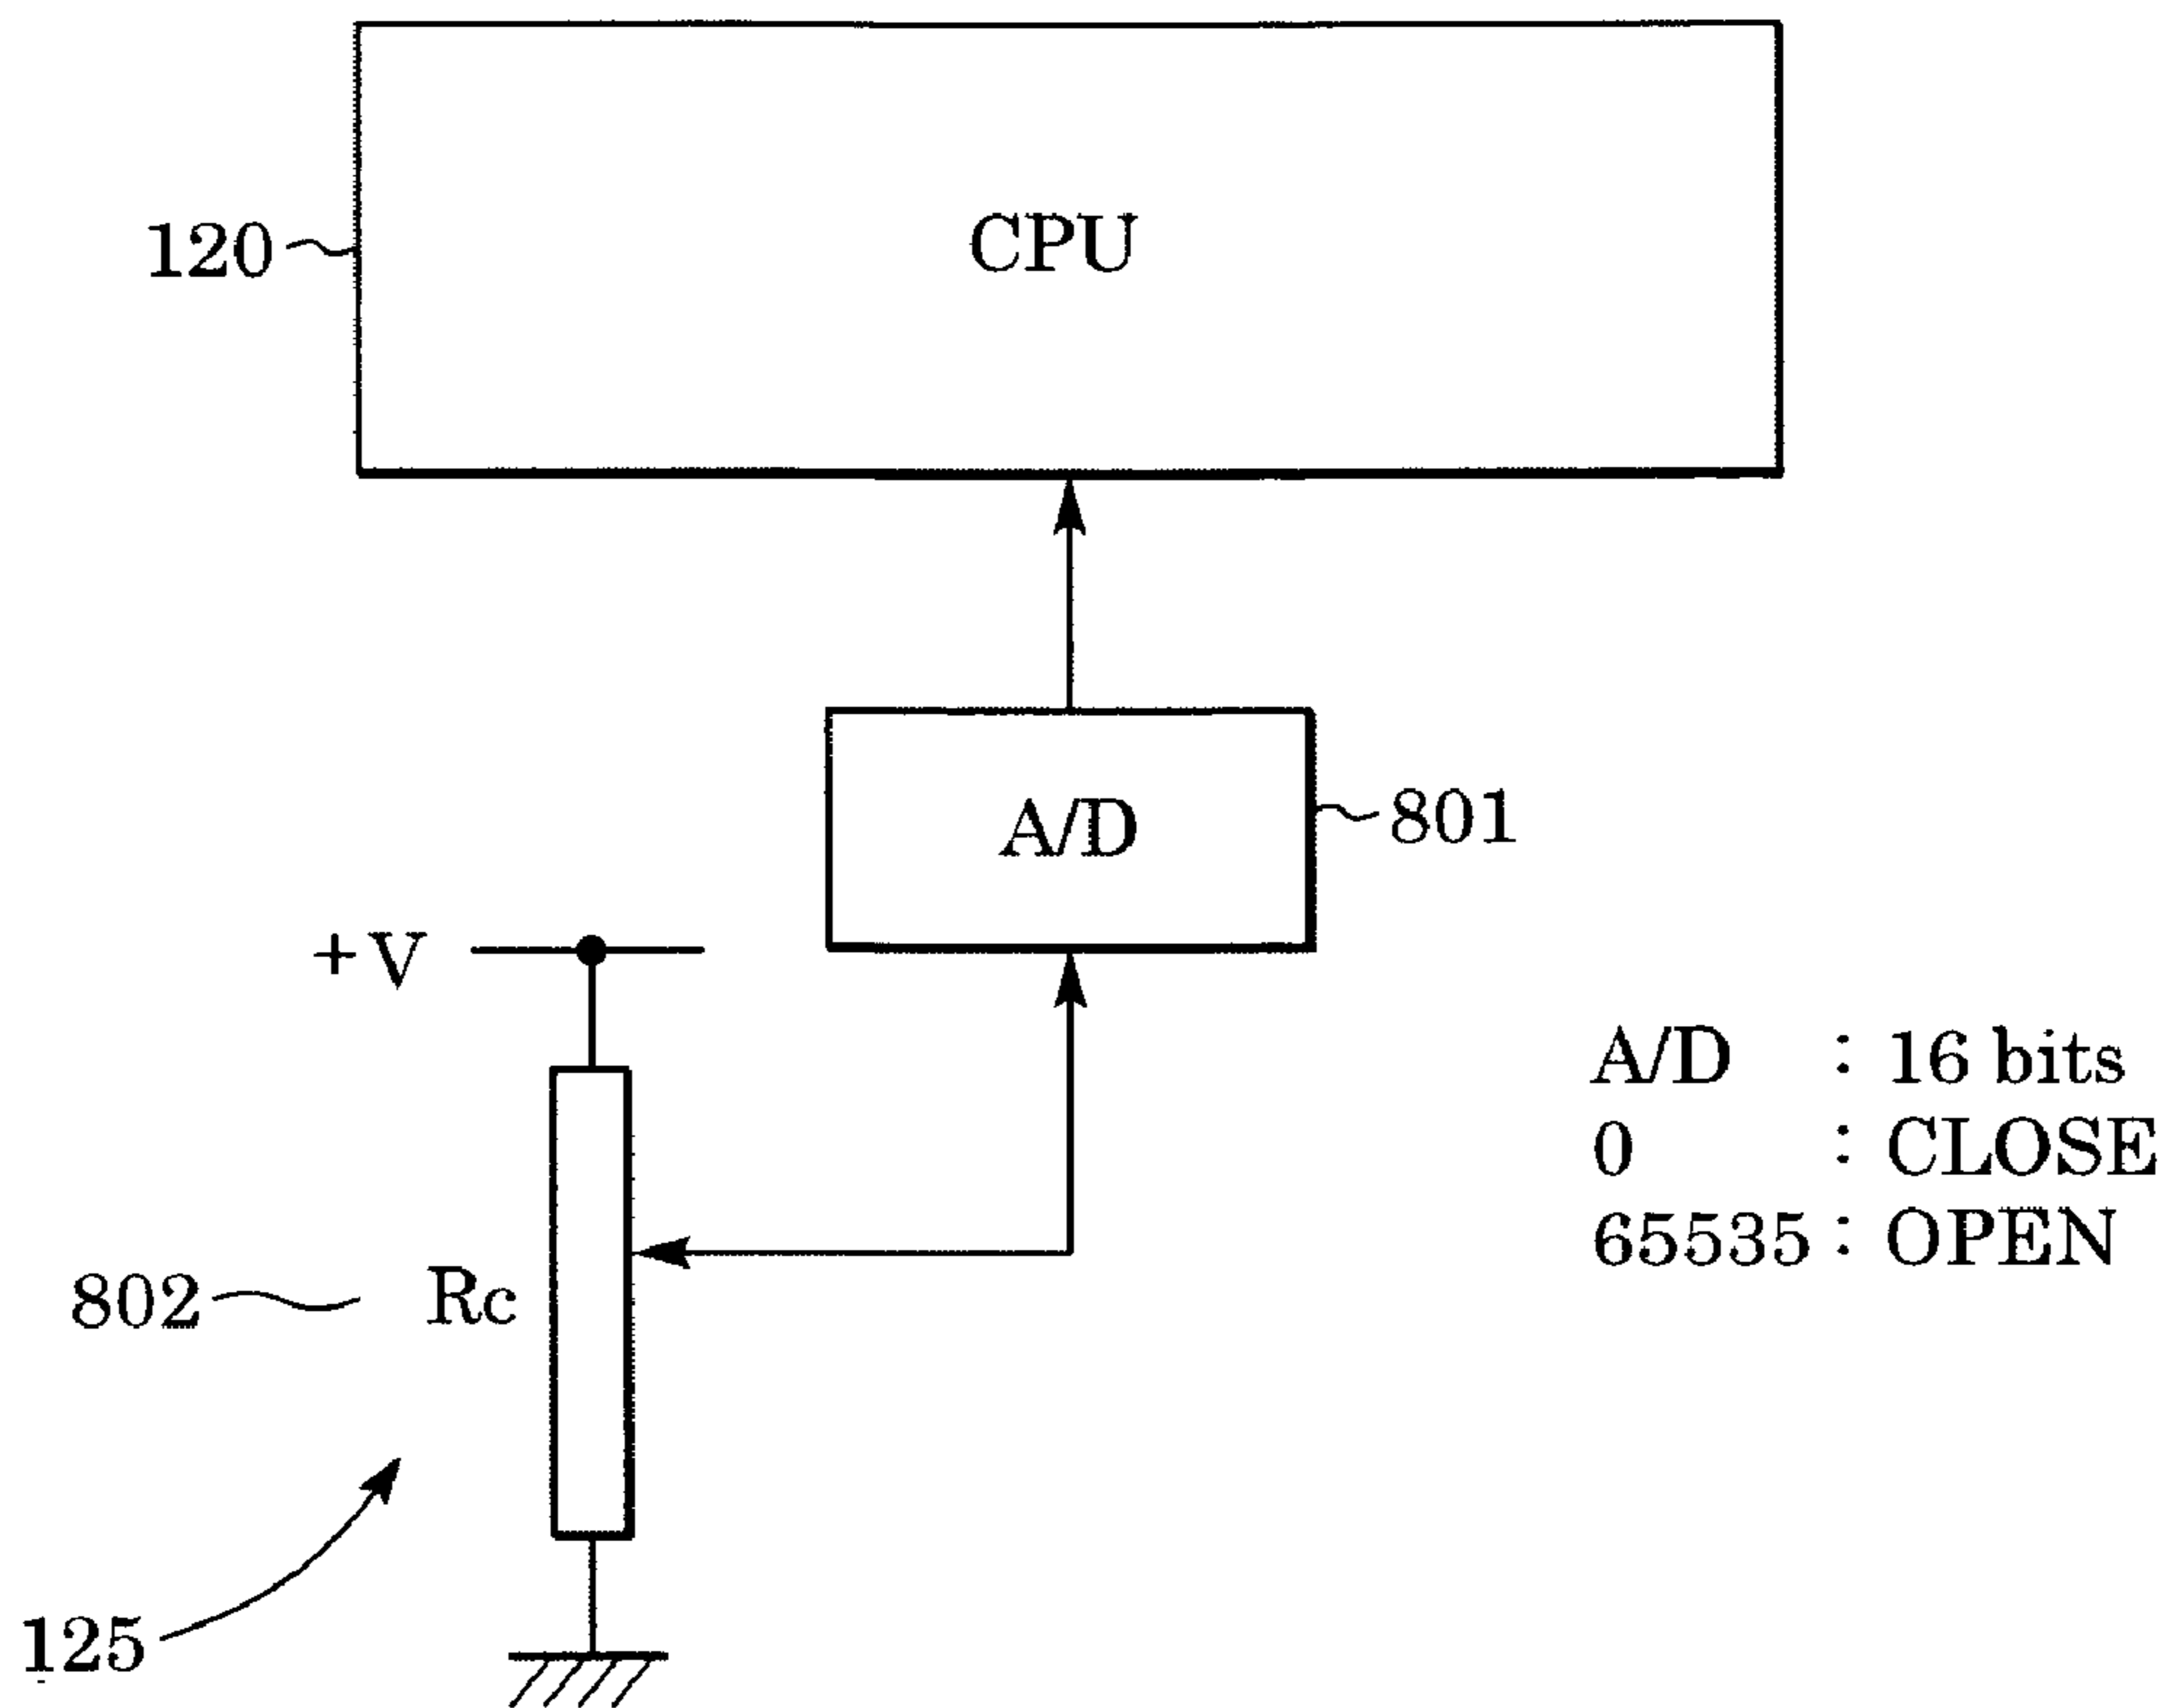 CPU
120
A/D
801
+V
A/D : 16 bits
0 : CLOSE
65535 : OPEN
Rc
802
125